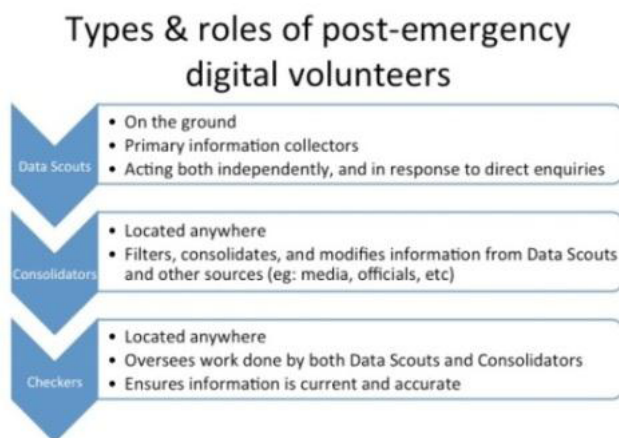 Types & roles of post-emergency
digital volunteers
Data Scouts
• On the ground
• Primary information collectors
• Acting both independently, and in response to direct enquiries
Consolidators
• Located anywhere
• Filters, consolidates, and modifies information from Data Scouts
and other sources (eg: media, officials, etc)
Checkers
• Located anywhere
• Oversees work done by both Data Scouts and Consolidators
• Ensures information is current and accurate